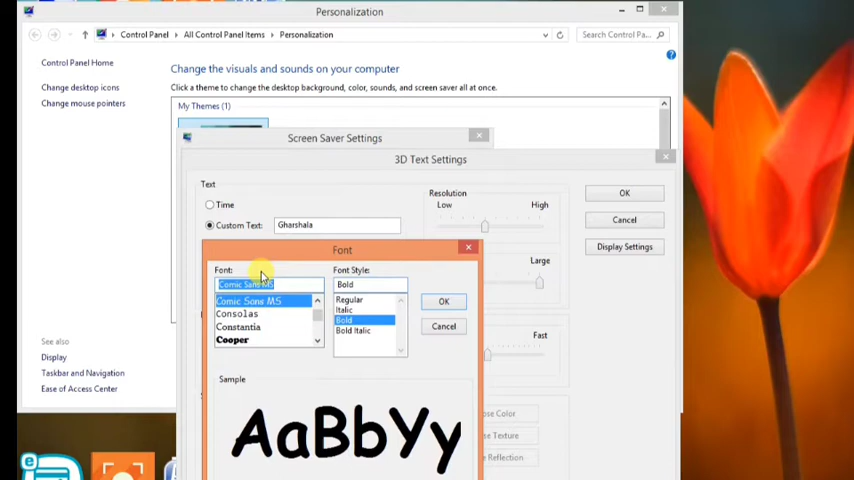 Personalization
Control Panel
All Control Panel Items
Personalization
Search Control Pa...
Control Panel Home
Change desktop icons
Change mouse pointers
Change the visuals and sounds on your computer
Click a theme to change the desktop background, color, sounds, and screen saver all at once.
My Themes (1)
Screen Saver Settings
3D Text Settings
Text
Time
Custom Text:
Gharshala
Resolution
Low
High
OK
Cancel
Display Settings
Large
Fast
Font
Font:
Comic Sans MS
Comic Sans MS
Consolas
Constantia
Cooper
Font Style:
Bold
Regular
Italic
Bold
Bold Italic
OK
Cancel
Sample
AaBbYy
See also
Display
Taskbar and Navigation
Ease of Access Center